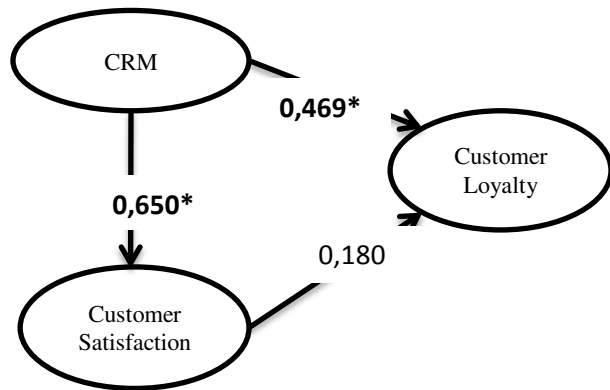 CRM
0,469*
Customer
Loyalty
0,650*
0,180
Customer
Satisfaction